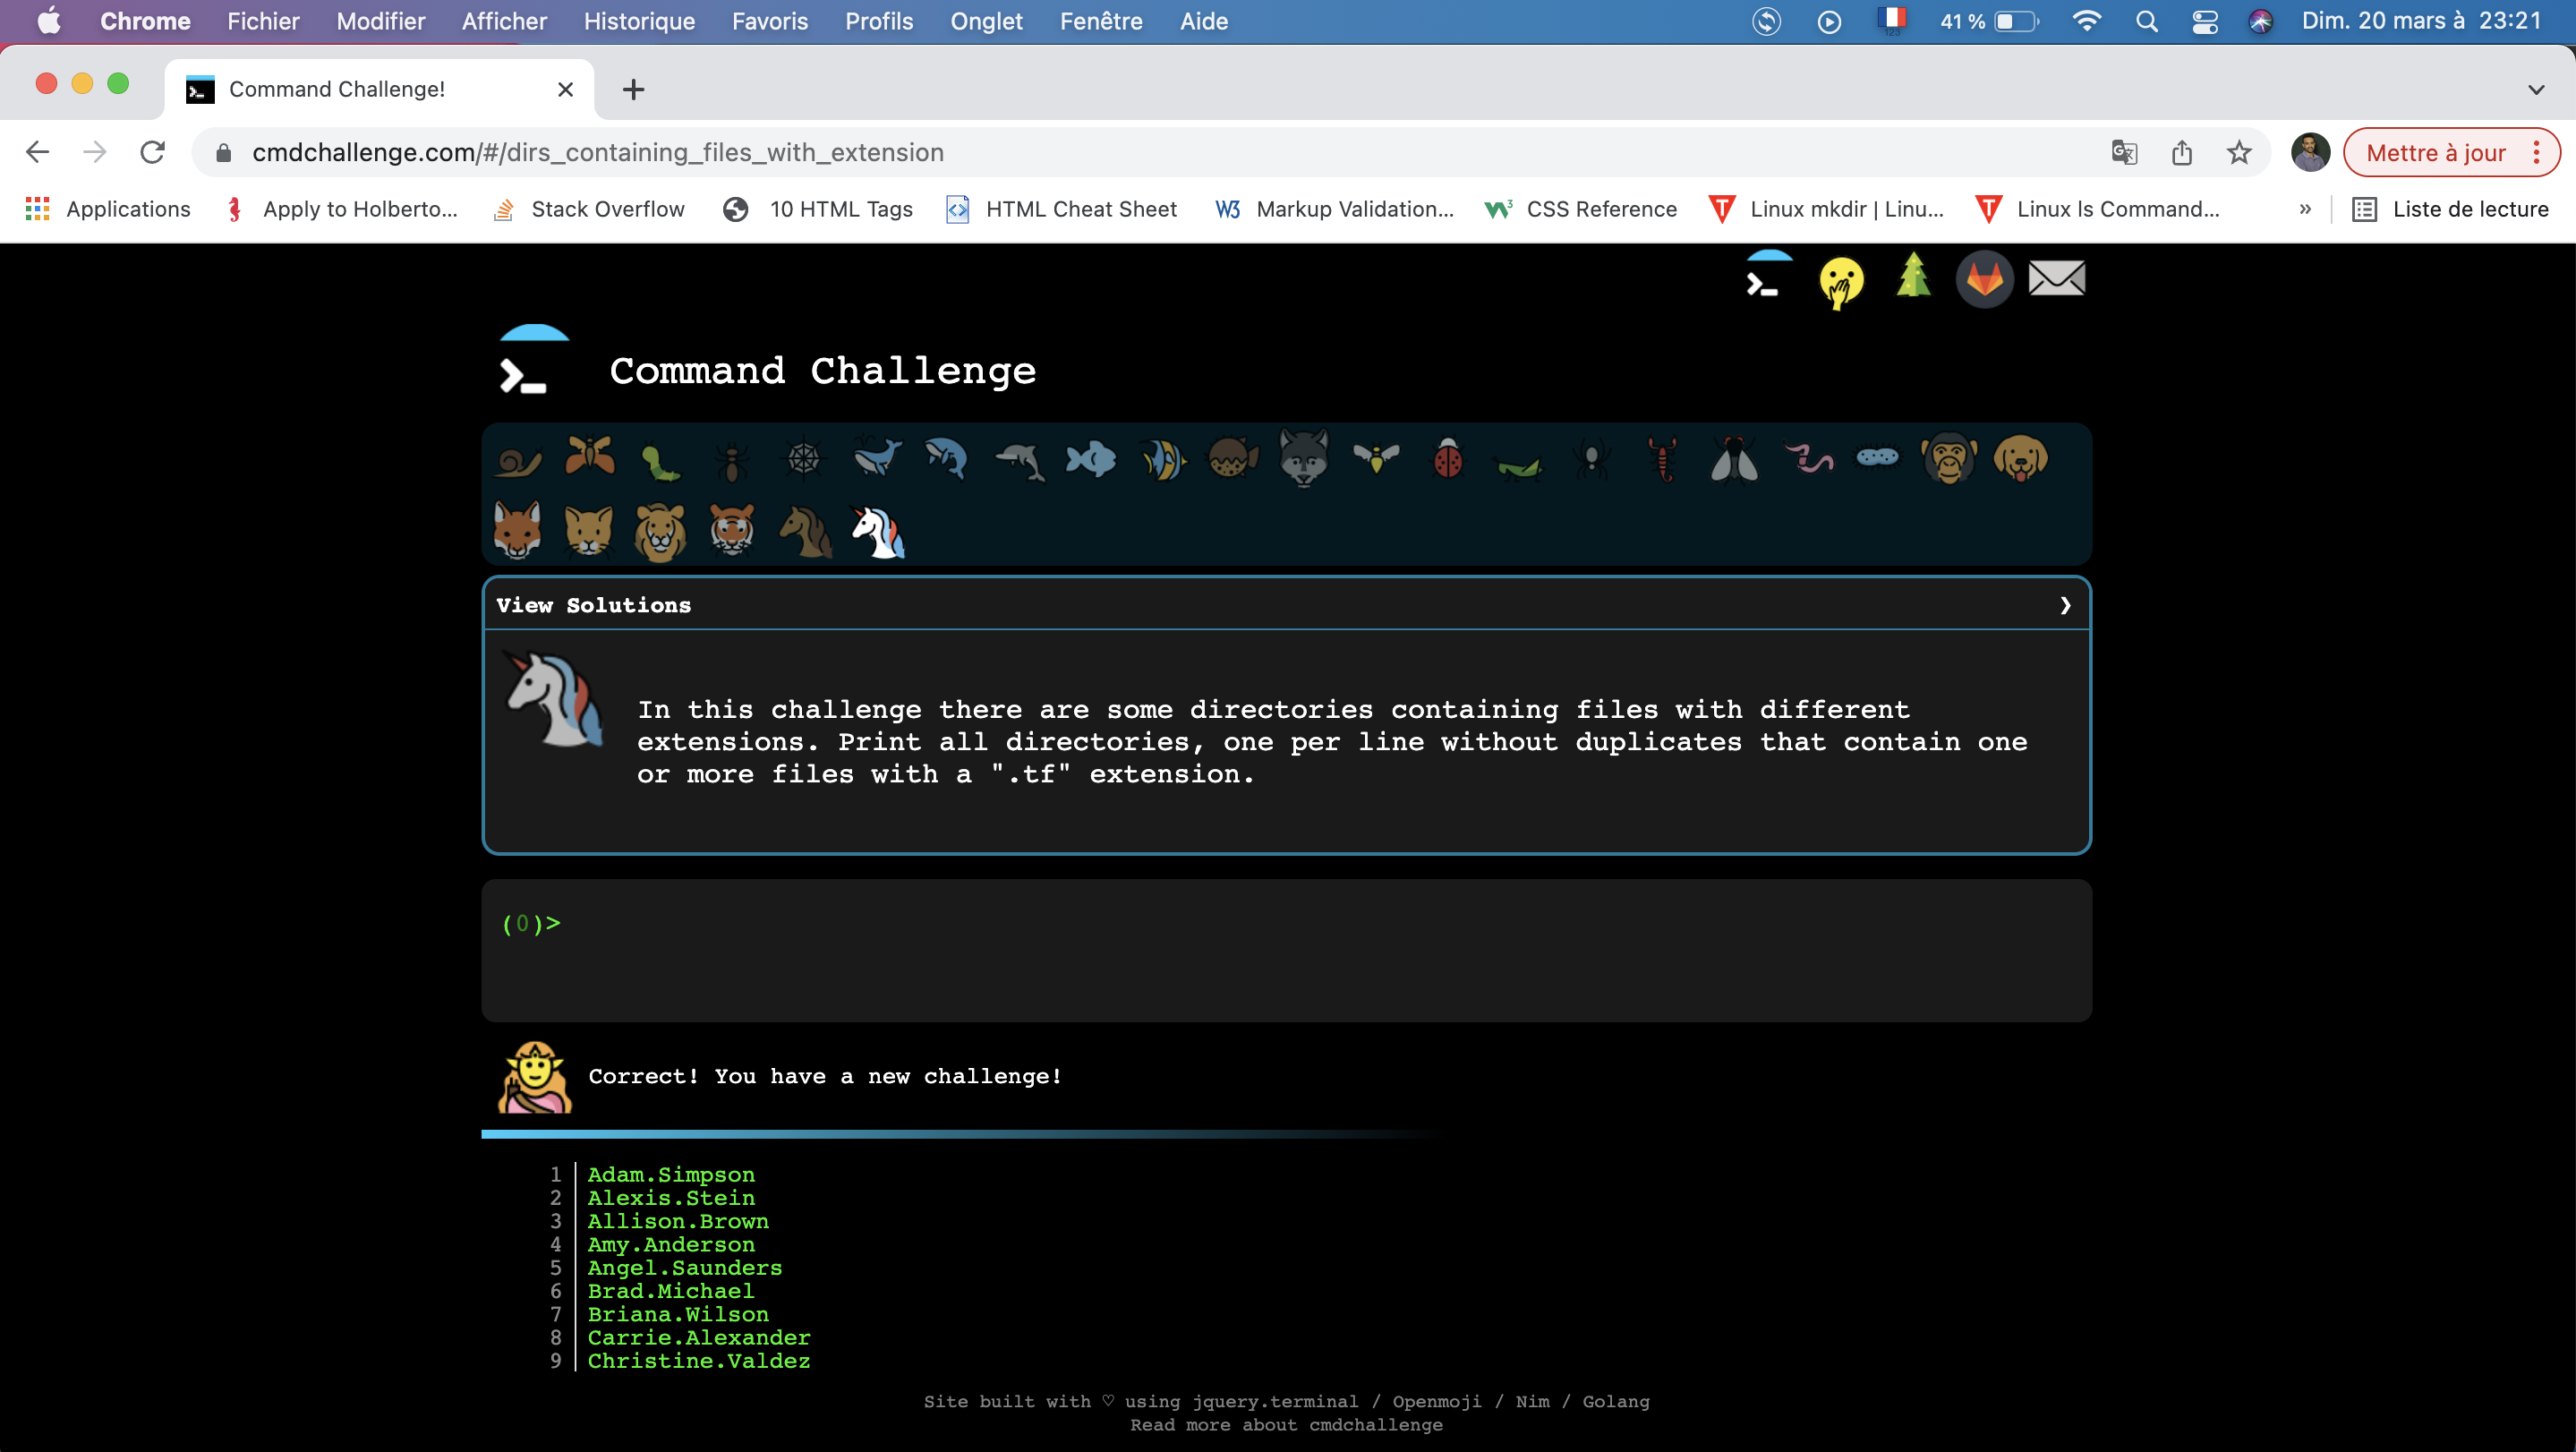 Chrome Fichier Modifier Afficher Historique Favoris Profils Onglet Fenêtre Aide 123 41 % Dim. 20 mars à 23:21
Command Challenge!
cmdchallenge.com/#/dirs_containing_files_with_extension Mettre à jour
Applications Apply to Holberto... Stack Overflow 10 HTML Tags HTML Cheat Sheet W3 Markup Validation... CSS Reference T Linux mkdir | Linu... T Linux ls Command... » Liste de lecture
Command Challenge
View Solutions
In this challenge there are some directories containing files with different
extensions. Print all directories, one per line without duplicates that contain one
or more files with a ".tf" extension.
(0)>
Correct! You have a new challenge!
1 Adam.Simpson
2 Alexis.Stein
3 Allison.Brown
4 Amy.Anderson
5 Angel.Saunders
6 Brad.Michael
7 Briana.Wilson
8 Carrie.Alexander
9 Christine.Valdez
Site built with ♡ using jquery.terminal / Openmoji / Nim / Golang
Read more about cmdchallenge